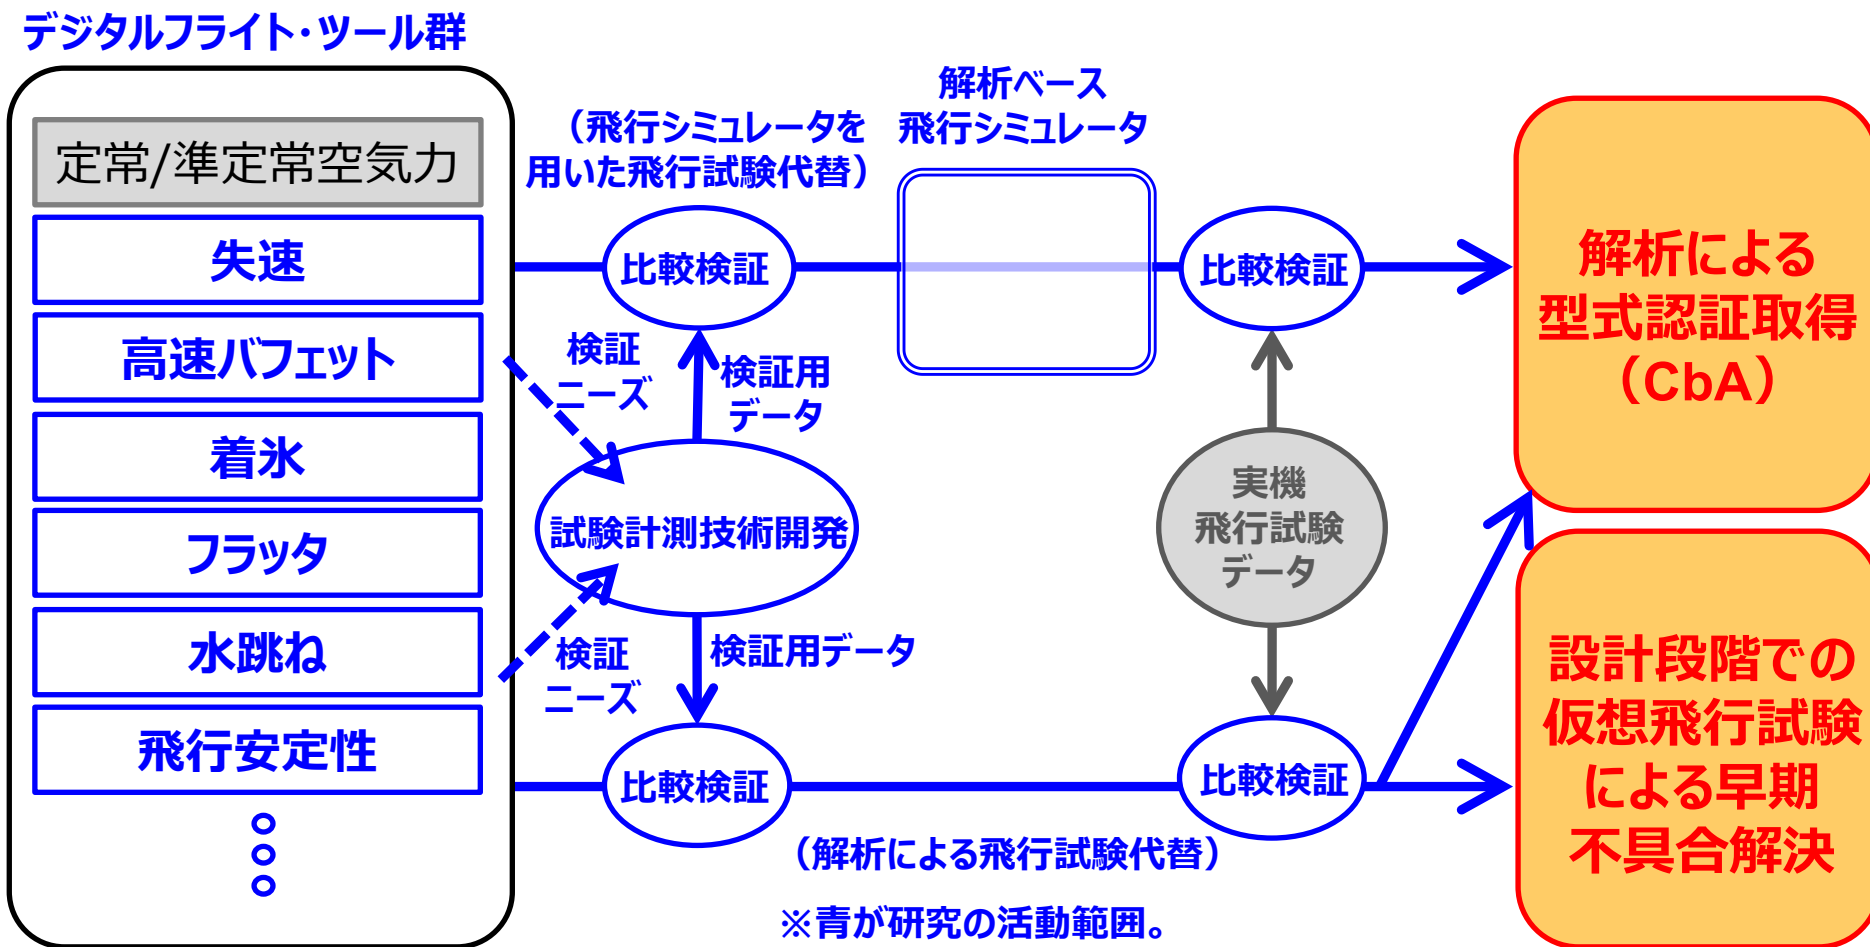 デジタルフライト・ツール群
定常/準定常空気力
失速
高速バフェット
着氷
フラッタ
水跳ね
飛行安定性
（飛行シミュレータを
用いた飛行試験代替）
解析ベース
飛行シミュレータ
比較検証
比較検証
検証
ニーズ
検証用
データ
試験計測技術開発
検証
ニーズ
検証用データ
実機
飛行試験
データ
比較検証
比較検証
（解析による飛行試験代替）
※青が研究の活動範囲。
解析による
型式認証取得
（CbA）
設計段階での
仮想飛行試験
による早期
不具合解決